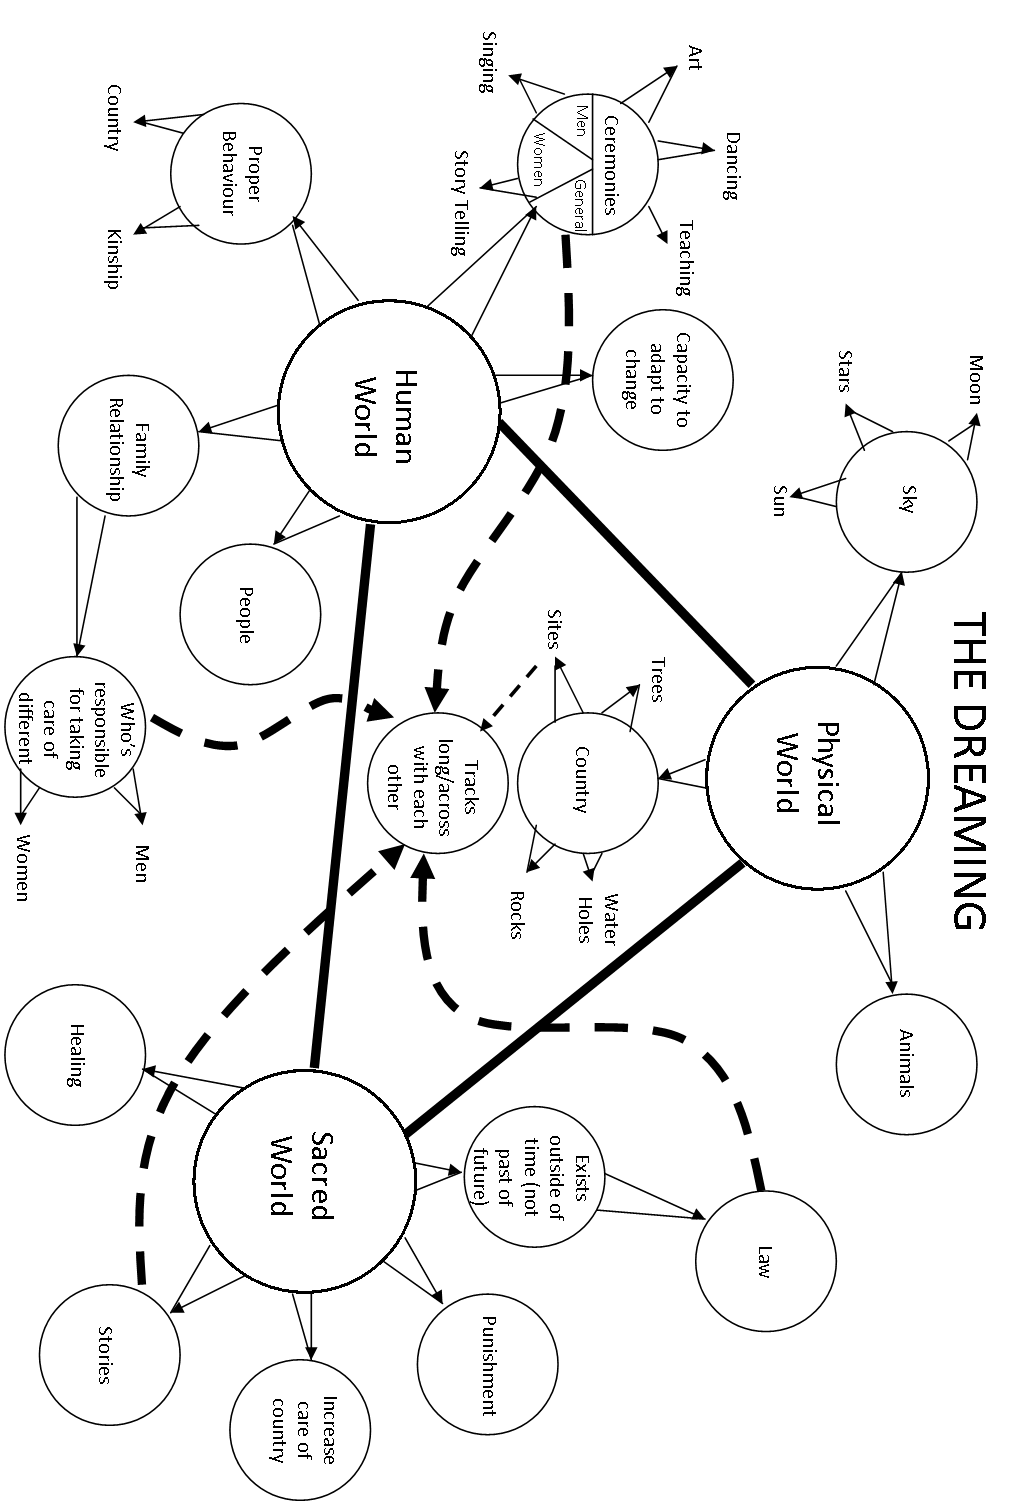 THE DREAMING
Moon
Stars
Sun
Sky
Physical
World
Animals
Trees
Sites
Country
Water
Holes
Rocks
Art
Dancing
Teaching
Singing
Story Telling
Ceremonies
Men
Women
General
Capacity to
adapt to
change
Human
World
Proper
Behaviour
Country
Kinship
Family
Relationship
People
Who's
responsible
for taking
care of
different
Men
Women
Tracks
long/across
with each
other
Sacred
World
Exists
outside of
time (not
past of
future)
Law
Punishment
Increase
care of
country
Stories
Healing